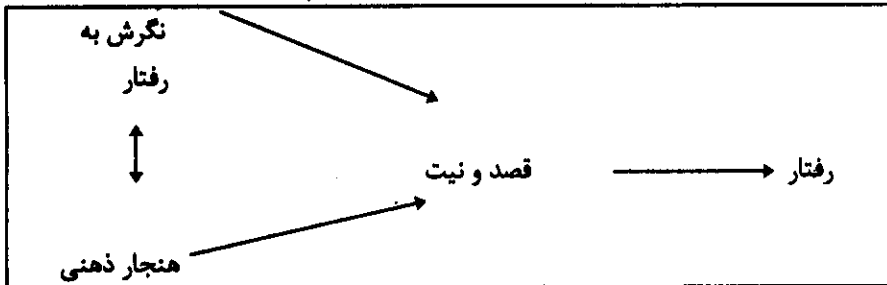 نگرش به
رفتار
قصد و نیت
رفتار
هنجار ذهنی